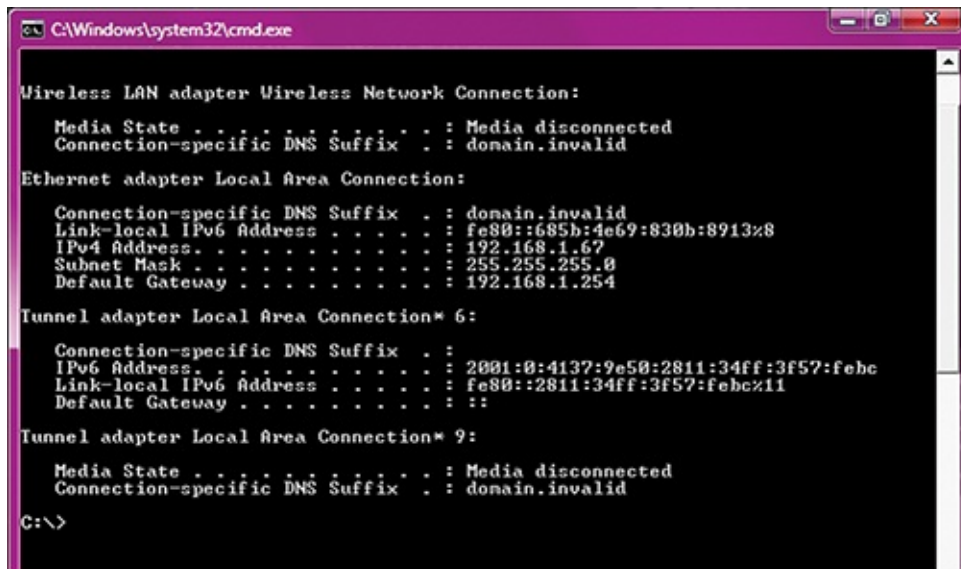 C:\Windows\system32\cmd.exe
Wireless LAN adapter Wireless Network Connection:
Media State . . . . . . . . . . . : Media disconnected
Connection-specific DNS Suffix  . : domain.invalid
Ethernet adapter Local Area Connection:
Connection-specific DNS Suffix  . : domain.invalid
Link-local IPv6 Address . . . . . : fe80::685b:4e69:830b:8913%8
IPv4 Address. . . . . . . . . . . : 192.168.1.67
Subnet Mask . . . . . . . . . . . : 255.255.255.0
Default Gateway . . . . . . . . . : 192.168.1.254
Tunnel adapter Local Area Connection* 6:
Connection-specific DNS Suffix  . :
IPv6 Address. . . . . . . . . . . : 2001:0:4137:9e50:2811:34ff:3f57:febc
Link-local IPv6 Address . . . . . : fe80::2811:34ff:3f57:febc%11
Default Gateway . . . . . . . . . : ::
Tunnel adapter Local Area Connection* 9:
Media State . . . . . . . . . . . : Media disconnected
Connection-specific DNS Suffix  . : domain.invalid
C:\>